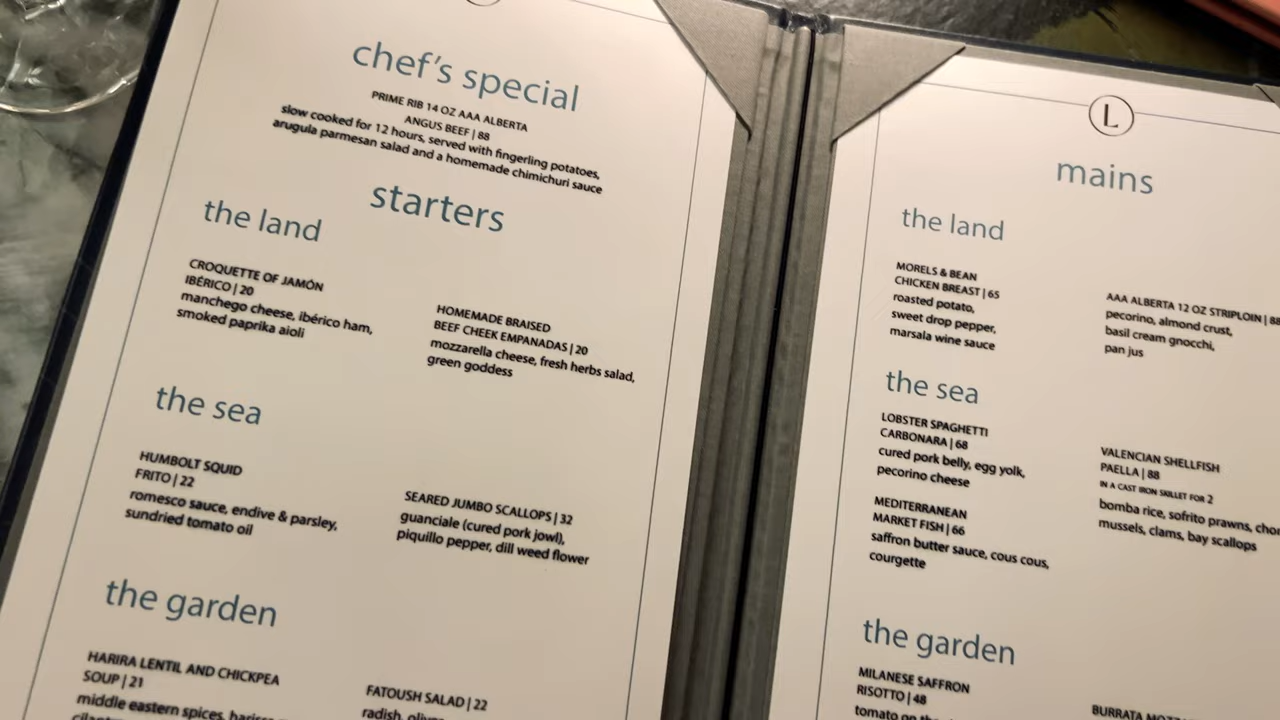 chef's special
PRIME RIB 14 OZ AAA ALBERTA
ANGUS BEEF | 88
slow cooked for 12 hours, served with fingerling potatoes,
arugula parmesan salad and a homemade chimichuri sauce
starters
the land
CROQUETTE OF JAMÓN
IBÉRICO | 20
manchego cheese, ibérico ham,
smoked paprika aioli
HOMEMADE BRAISED
BEEF CHEEK EMPANADAS | 20
mozzarella cheese, fresh herbs salad,
green goddess
the sea
HUMBOLT SQUID
FRITO | 22
romesco sauce, endive & parsley,
sundried tomato oil
SEARED JUMBO SCALLOPS | 32
guanciale (cured pork jowl),
piquillo pepper, dill weed flower
the garden
HARIRA LENTIL AND CHICKPEA
SOUP | 21
middle eastern spices,
FATOUSH SALAD | 22
radish,
L
mains
the land
MORELS & BEAN
CHICKEN BREAST | 65
roasted potato,
sweet drop pepper,
marsala wine sauce
AAA ALBERTA 12 OZ STRIPLOIN | 88
pecorino, almond crust,
basil cream gnocchi,
pan jus
the sea
LOBSTER SPAGHETTI
CARBONARA | 68
cured pork belly, egg yolk,
pecorino cheese
VALENCIAN SHELLFISH
PAELLA | 88
IN A CAST IRON SKILLET FOR 2
bomba rice, sofrito prawns,
mussels, clams, bay scallops
MEDITERRANEAN
MARKET FISH | 66
saffron butter sauce, cous cous,
courgette
the garden
MILANESE SAFFRON
RISOTTO | 48
tomato on the
BURRATA